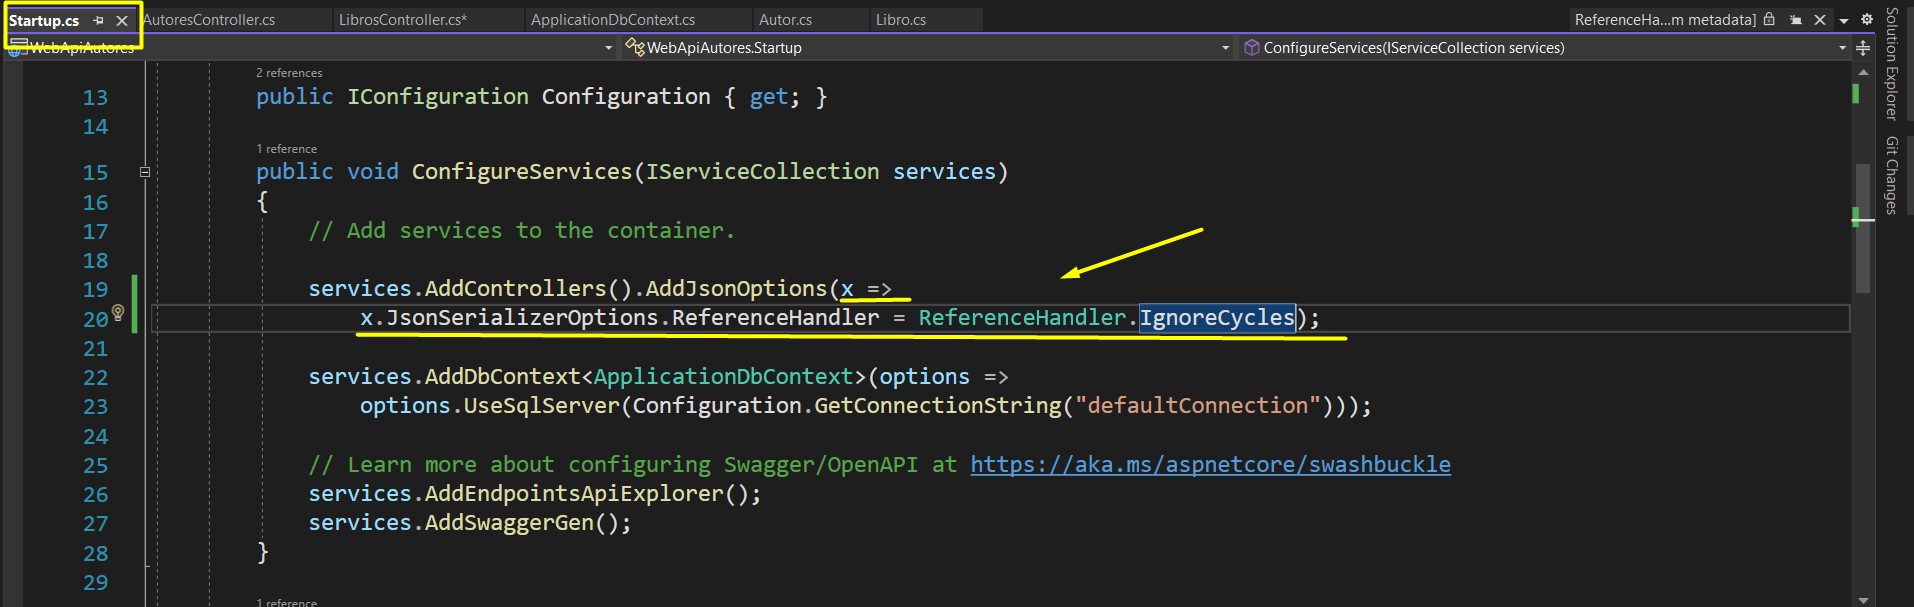 Startup.cs
AutoresController.cs
LibrosController.cs*
ApplicationDbContext.cs
Autor.cs
Libro.cs
ReferenceHa...m metadata]
WebApiAutores
WebApiAutores.Startup
ConfigureServices(IServiceCollection services)
2 references
13 public IConfiguration Configuration { get; }
14
1 reference
15 public void ConfigureServices(IServiceCollection services)
16 {
17 // Add services to the container.
18
19 services.AddControllers().AddJsonOptions(x =>
20 x.JsonSerializerOptions.ReferenceHandler = ReferenceHandler.IgnoreCycles);
21
22 services.AddDbContext<ApplicationDbContext>(options =>
23 options.UseSqlServer(Configuration.GetConnectionString("defaultConnection")));
24
25 // Learn more about configuring Swagger/OpenAPI at https://aka.ms/aspnetcore/swashbuckle
26 services.AddEndpointsApiExplorer();
27 services.AddSwaggerGen();
28 }
29
1 reference
Solution Explorer
Git Changes